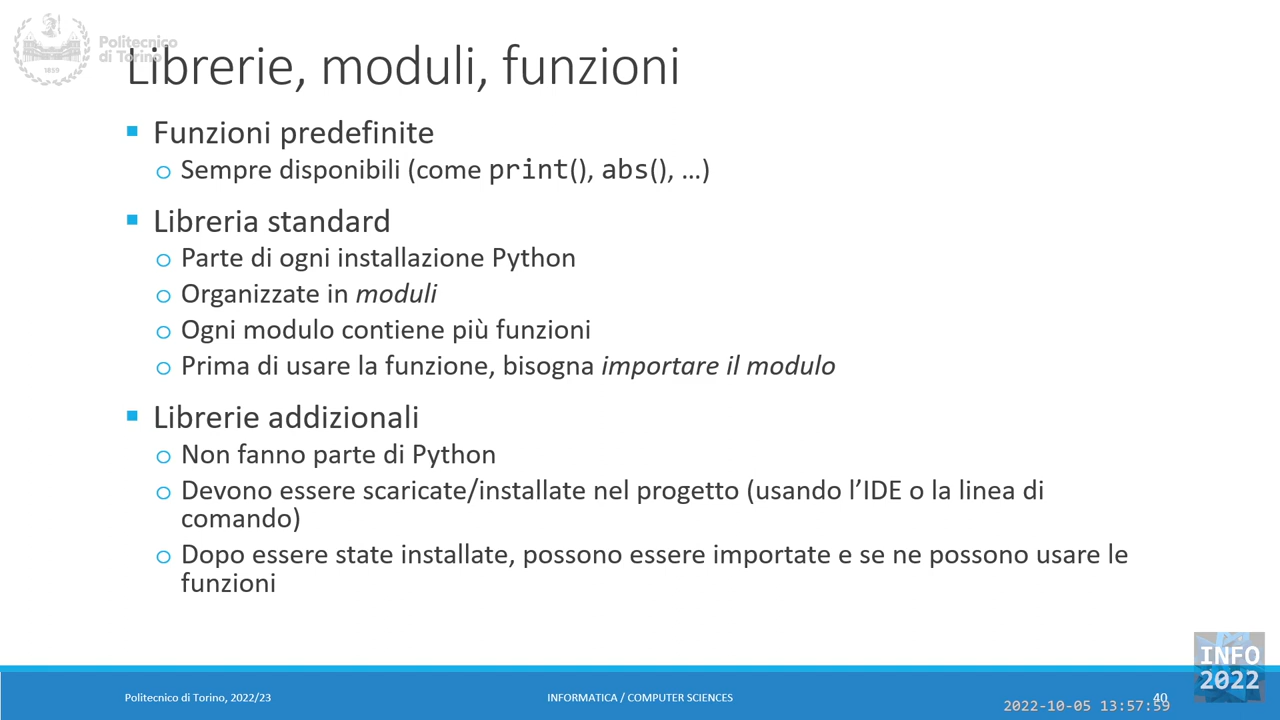 Politecnico
di Torino
1859
Librerie, moduli, funzioni
Funzioni predefinite
Sempre disponibili (come print(), abs(), …)
Libreria standard
Parte di ogni installazione Python
Organizzate in moduli
Ogni modulo contiene più funzioni
Prima di usare la funzione, bisogna importare il modulo
Librerie addizionali
Non fanno parte di Python
Devono essere scaricate/installate nel progetto (usando l’IDE o la linea di
comando)
Dopo essere state installate, possono essere importate e se ne possono usare le
funzioni
Politecnico di Torino, 2022/23
INFORMATICA / COMPUTER SCIENCES
40
2022-10-05 13:57:59
INFO
2022